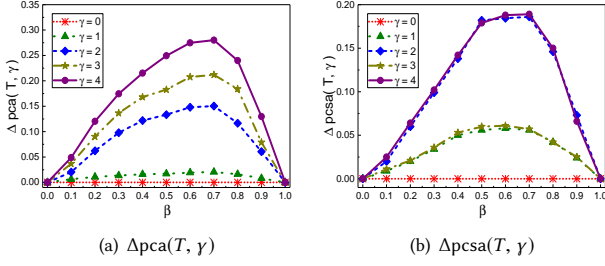 0.35
0.30
0.25
0.20
0.15
0.10
0.05
0.00
Δ pca( T, γ)
γ = 0
γ = 1
γ = 2
γ = 3
γ = 4
0.0 0.1 0.2 0.3 0.4 0.5 0.6 0.7 0.8 0.9 1.0
β
(a) Δpca(T, γ)
0.20
0.15
0.10
0.05
0.00
Δ pcsa( T, γ)
γ = 0
γ = 1
γ = 2
γ = 3
γ = 4
0.0 0.1 0.2 0.3 0.4 0.5 0.6 0.7 0.8 0.9 1.0
β
(b) Δpcsa(T, γ)